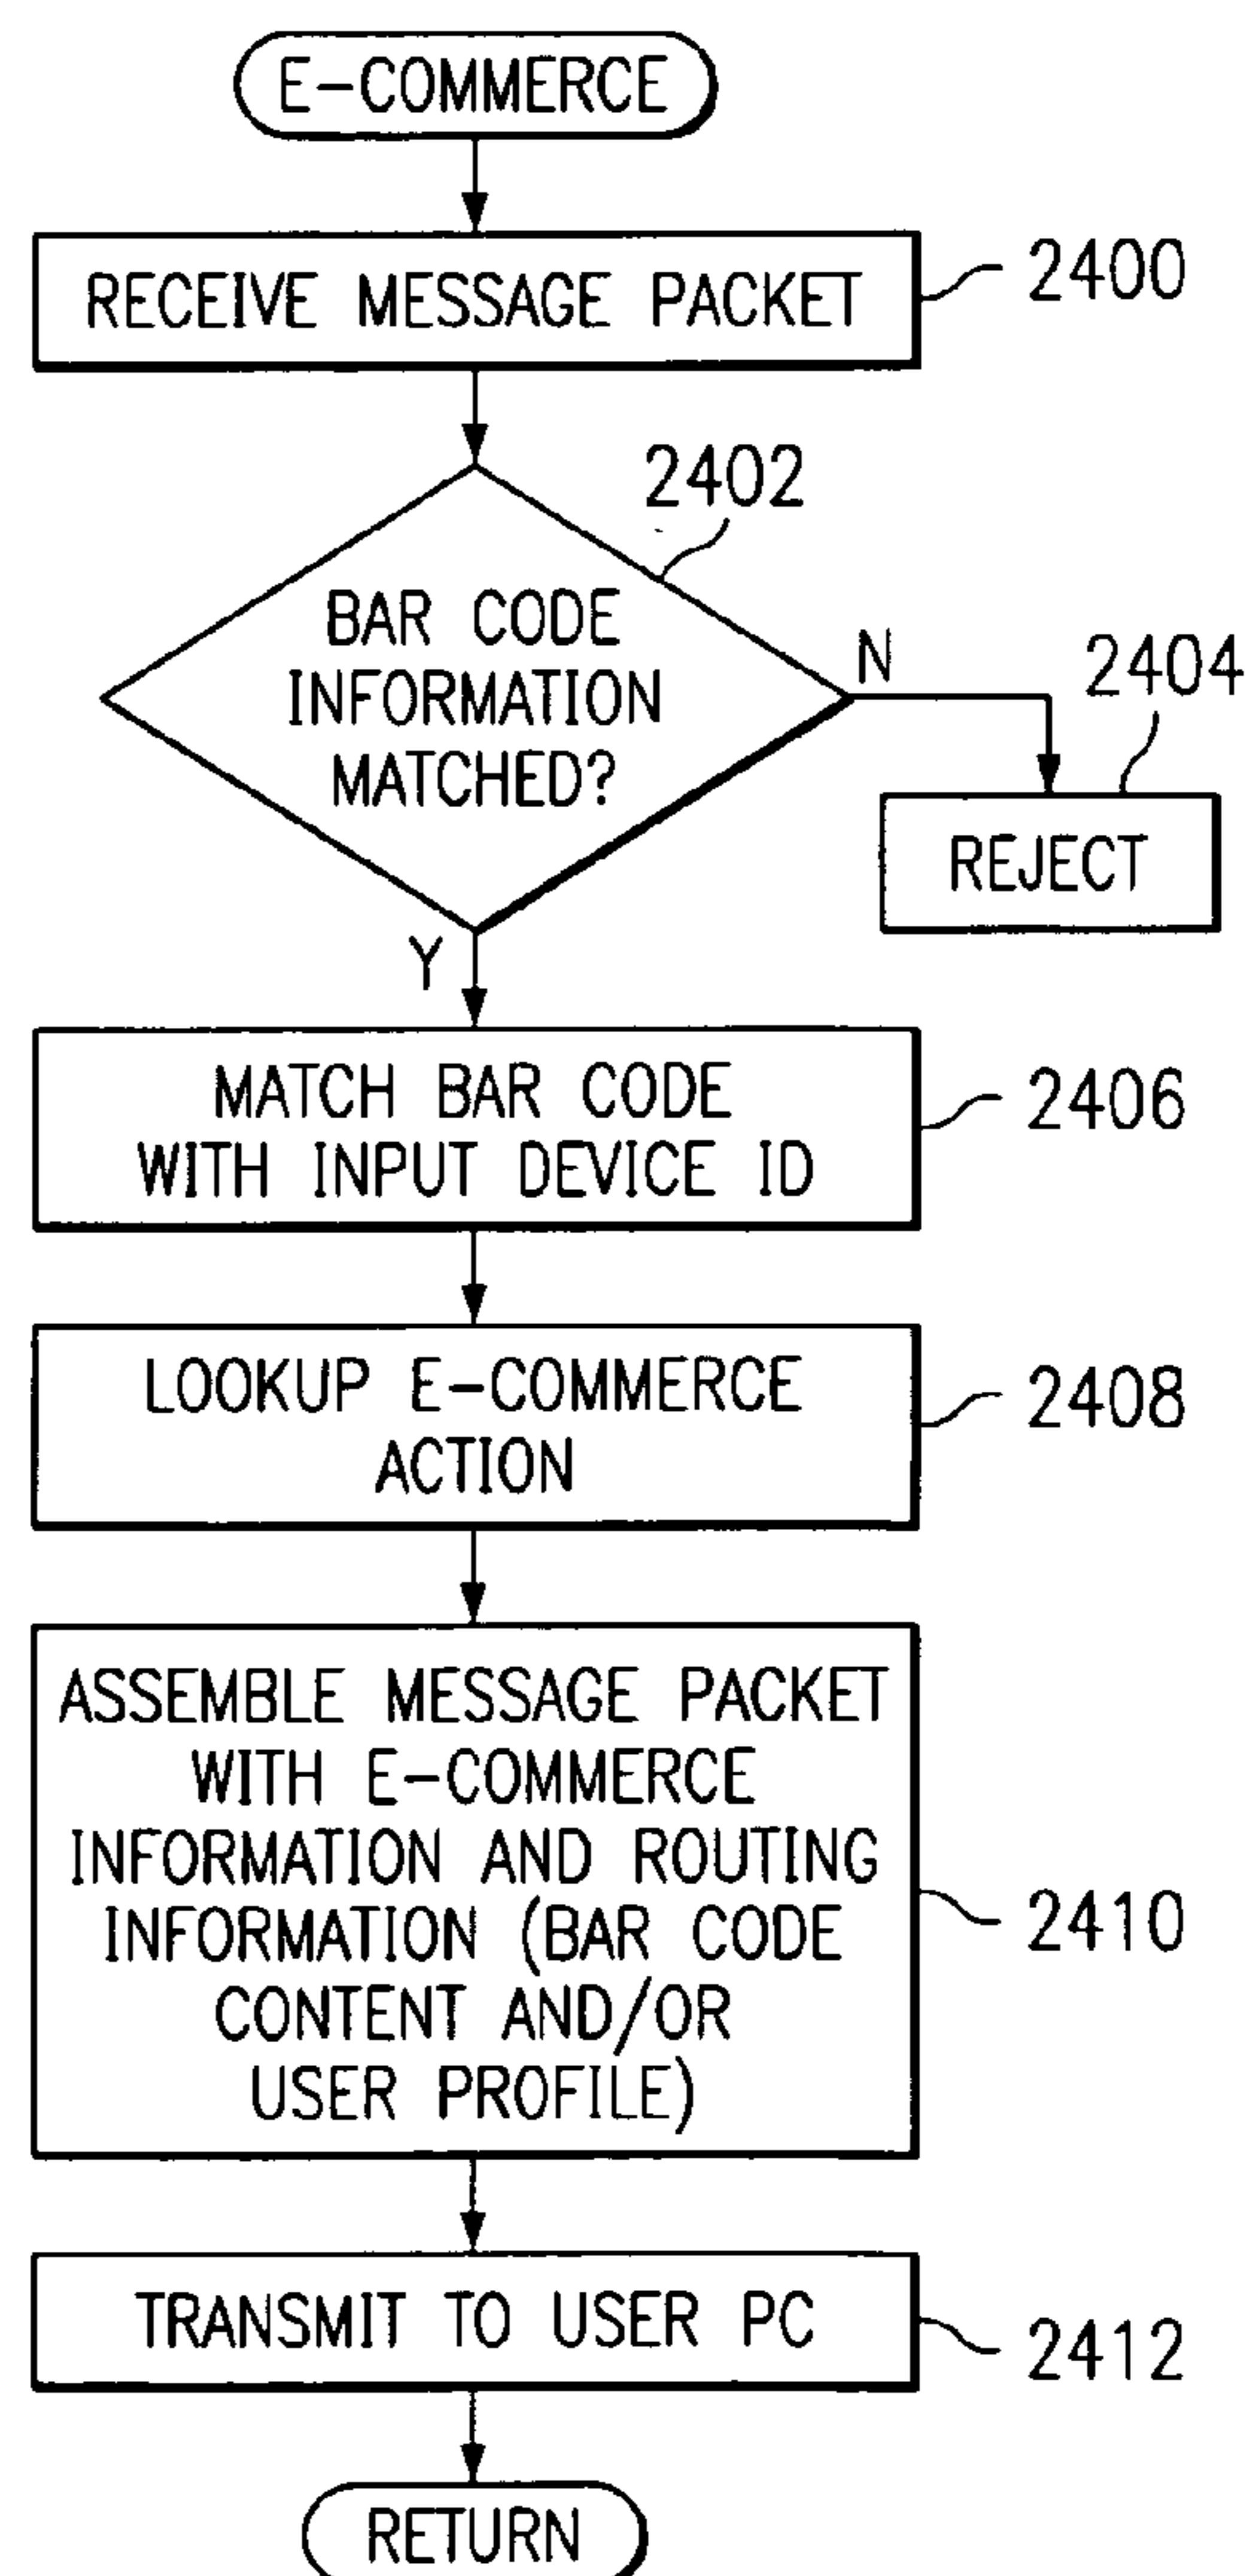 E-COMMERCE
RECEIVE MESSAGE PACKET
2400
2402
BAR CODE
INFORMATION
MATCHED?
N
2404
REJECT
Y
MATCH BAR CODE
WITH INPUT DEVICE ID
2406
LOOKUP E-COMMERCE
ACTION
2408
ASSEMBLE MESSAGE PACKET
WITH E-COMMERCE
INFORMATION AND ROUTING
INFORMATION (BAR CODE
CONTENT AND/OR
USER PROFILE)
2410
TRANSMIT TO USER PC
2412
RETURN